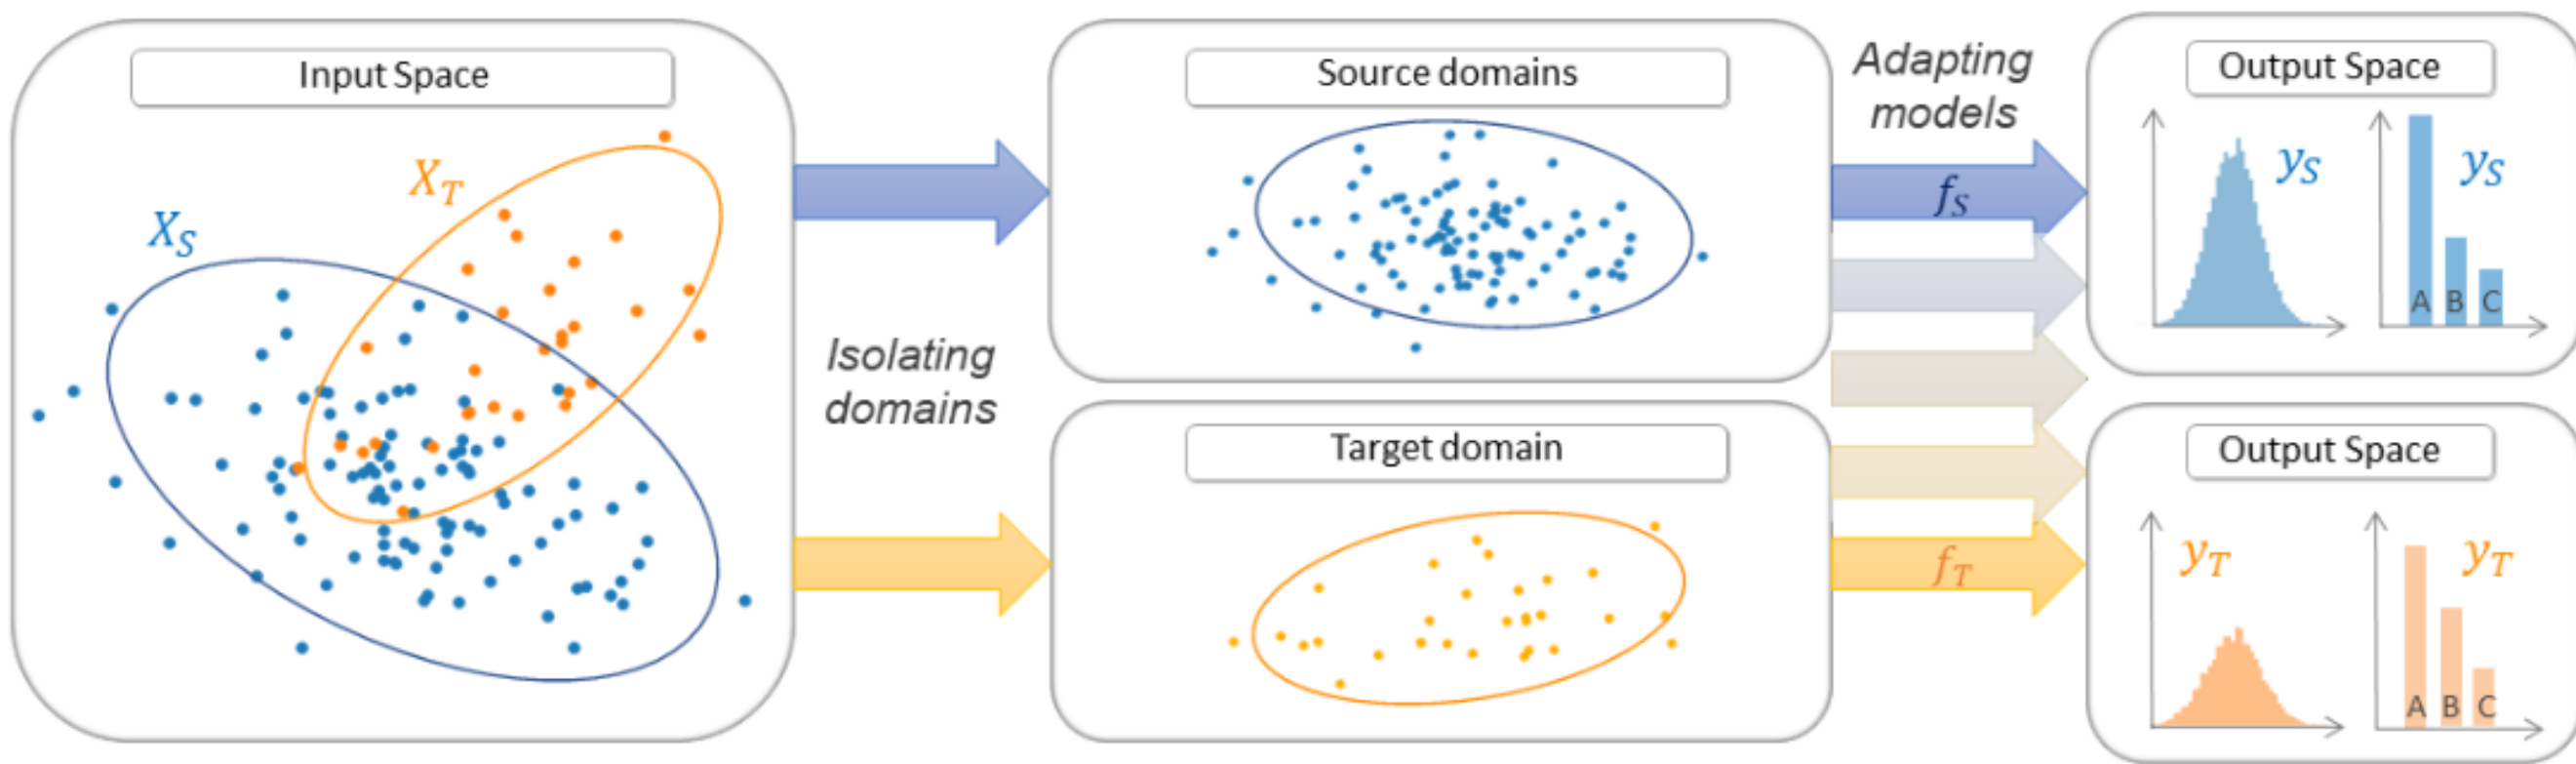 Input Space
X_T
X_S
Isolating
domains
Source domains
Target domain
Adapting
models
f_S
f_T
Output Space
y_S
y_S
A B C
Output Space
y_T
y_T
A B C